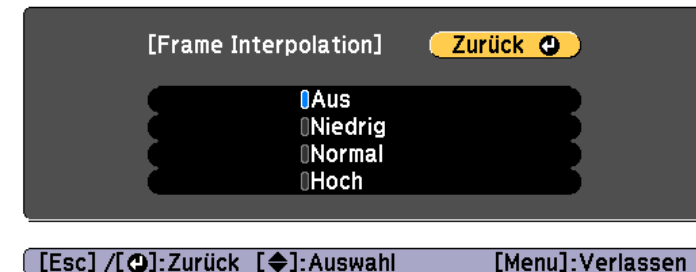 [Frame Interpolation] Zurück
Aus
Niedrig
Normal
Hoch
[Esc] /[⏎]:Zurück [◆]:Auswahl [Menu]:Verlassen